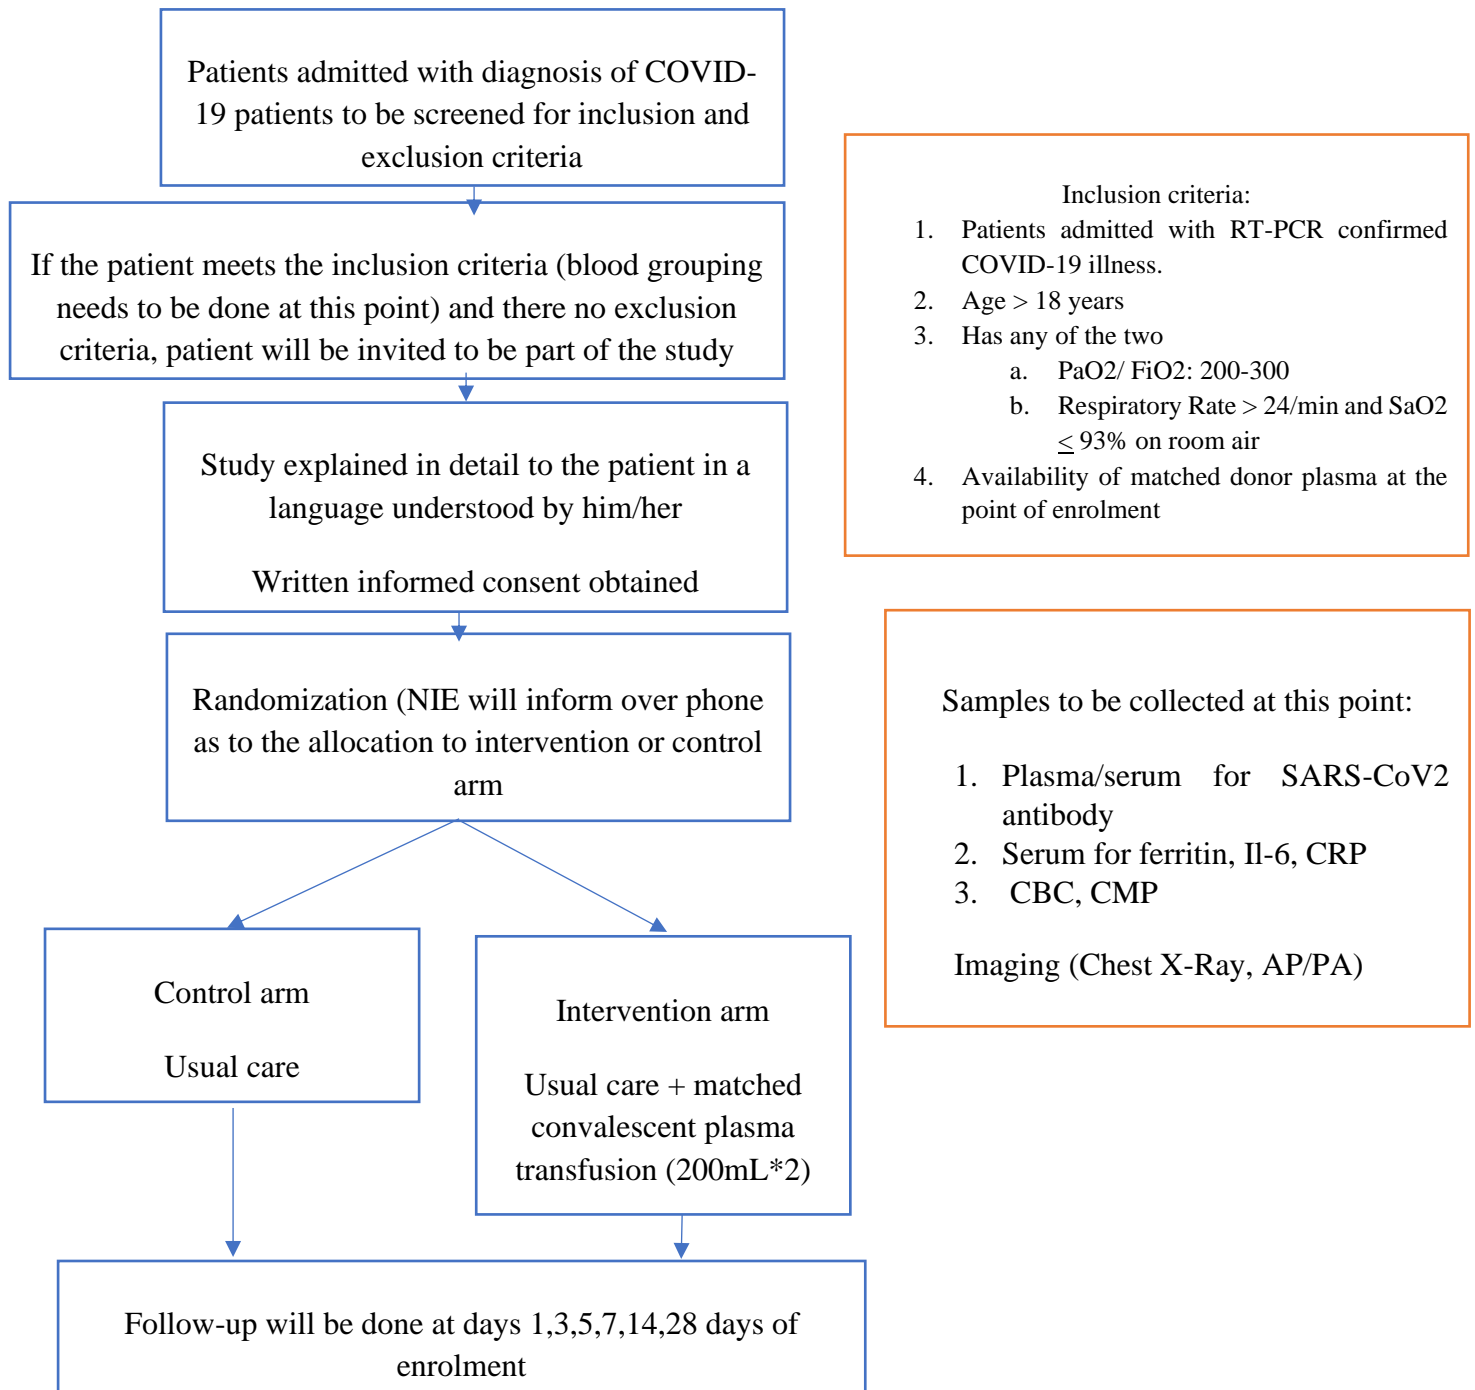 Patients admitted with diagnosis of COVID-
19 patients to be screened for inclusion and
exclusion criteria
If the patient meets the inclusion criteria (blood grouping
needs to be done at this point) and there no exclusion
criteria, patient will be invited to be part of the study
Study explained in detail to the patient in a
language understood by him/her
Written informed consent obtained
Randomization (NIE will inform over phone
as to the allocation to intervention or control
arm
Control arm
Usual care
Intervention arm
Usual care + matched
convalescent plasma
transfusion (200mL*2)
Follow-up will be done at days 1,3,5,7,14,28 days of
enrolment
Inclusion criteria:
1. Patients admitted with RT-PCR confirmed
COVID-19 illness.
2. Age > 18 years
3. Has any of the two
a. PaO2/ FiO2: 200-300
b. Respiratory Rate > 24/min and SaO2
≤ 93% on room air
4. Availability of matched donor plasma at the
point of enrolment
Samples to be collected at this point:
1. Plasma/serum for SARS-CoV2
antibody
2. Serum for ferritin, Il-6, CRP
3. CBC, CMP
Imaging (Chest X-Ray, AP/PA)